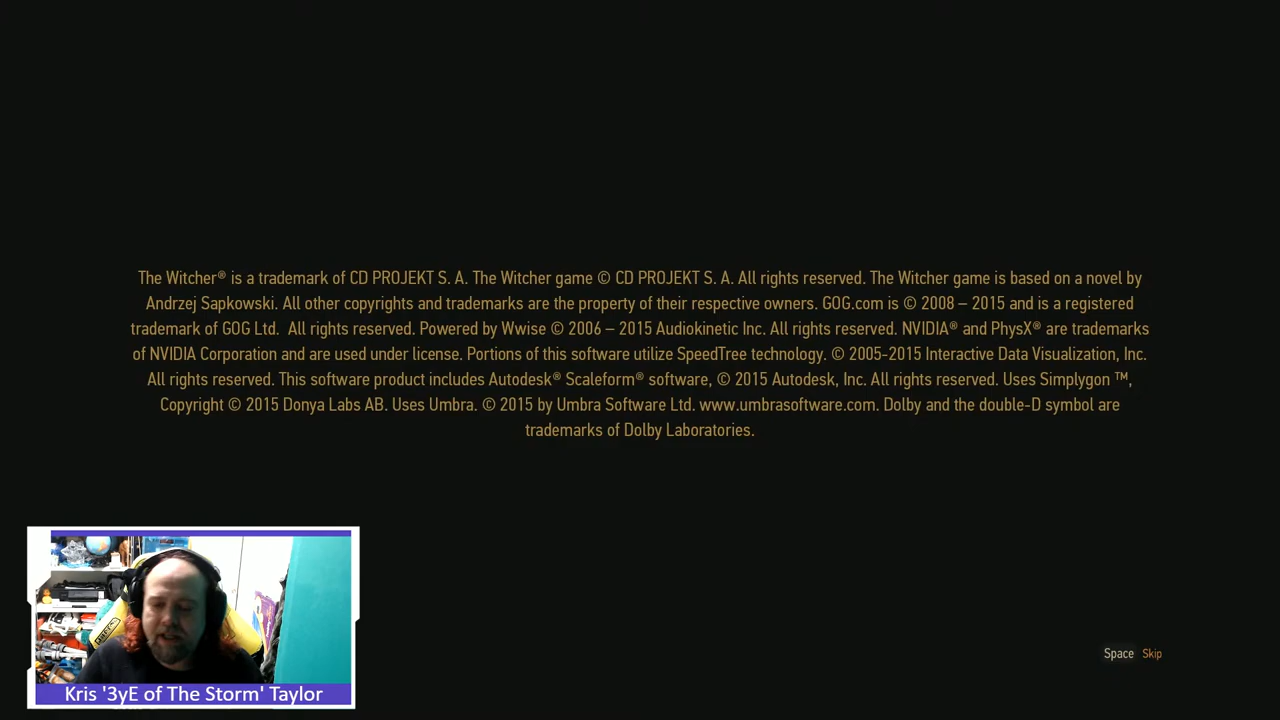 The Witcher® is a trademark of CD PROJEKT S. A. The Witcher game © CD PROJEKT S. A. All rights reserved. The Witcher game is based on a novel by
Andrzej Sapkowski. All other copyrights and trademarks are the property of their respective owners. GOG.com is © 2008 – 2015 and is a registered
trademark of GOG Ltd. All rights reserved. Powered by Wwise © 2006 – 2015 Audiokinetic Inc. All rights reserved. NVIDIA® and PhysX® are trademarks
of NVIDIA Corporation and are used under license. Portions of this software utilize SpeedTree technology. © 2005-2015 Interactive Data Visualization, Inc.
All rights reserved. This software product includes Autodesk® Scaleform® software, © 2015 Autodesk, Inc. All rights reserved. Uses Simplygon ™,
Copyright © 2015 Donya Labs AB. Uses Umbra. © 2015 by Umbra Software Ltd. www.umbrasoftware.com. Dolby and the double-D symbol are
trademarks of Dolby Laboratories.
Space Skip
Kris '3yE of The Storm' Taylor